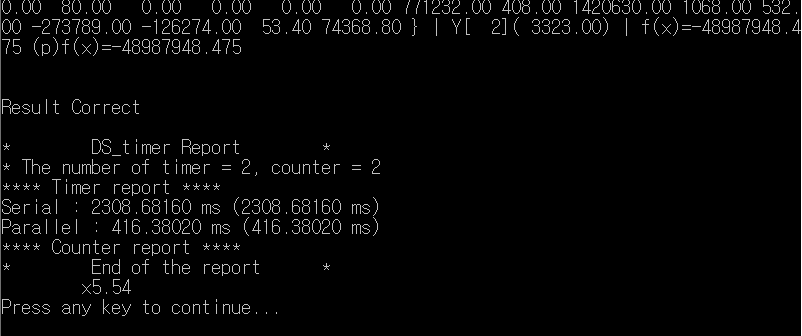 0.00  80.00   0.00   0.00   0.00   0.00 771232.00 408.00 1420630.00 1068.00 532.
00 -273789.00 -126274.00  53.40 74368.80 } | Y[  2]( 3323.00) | f(x)=-48987948.4
75 (p)f(x)=-48987948.475
Result Correct
*        DS_timer Report        *
* The number of timer = 2, counter = 2
**** Timer report ****
Serial : 2308.68160 ms (2308.68160 ms)
Parallel : 416.38020 ms (416.38020 ms)
**** Counter report ****
*        End of the report      *
        x5.54
Press any key to continue...